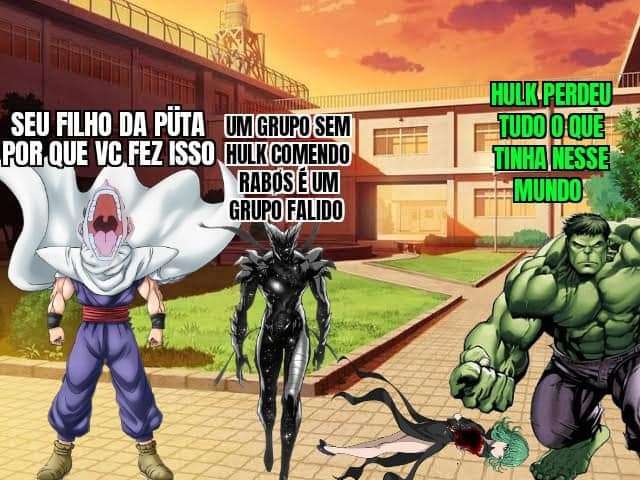 SEU FILHO DA PÜTA
POR QUE VC FEZ ISSO
UM GRUPO SEM
HULK COMENDO
RABØS É UM
GRUPO FALIDO
HULK PERDEU
TUDO O QUE
TINHA NESSE
MUNDO